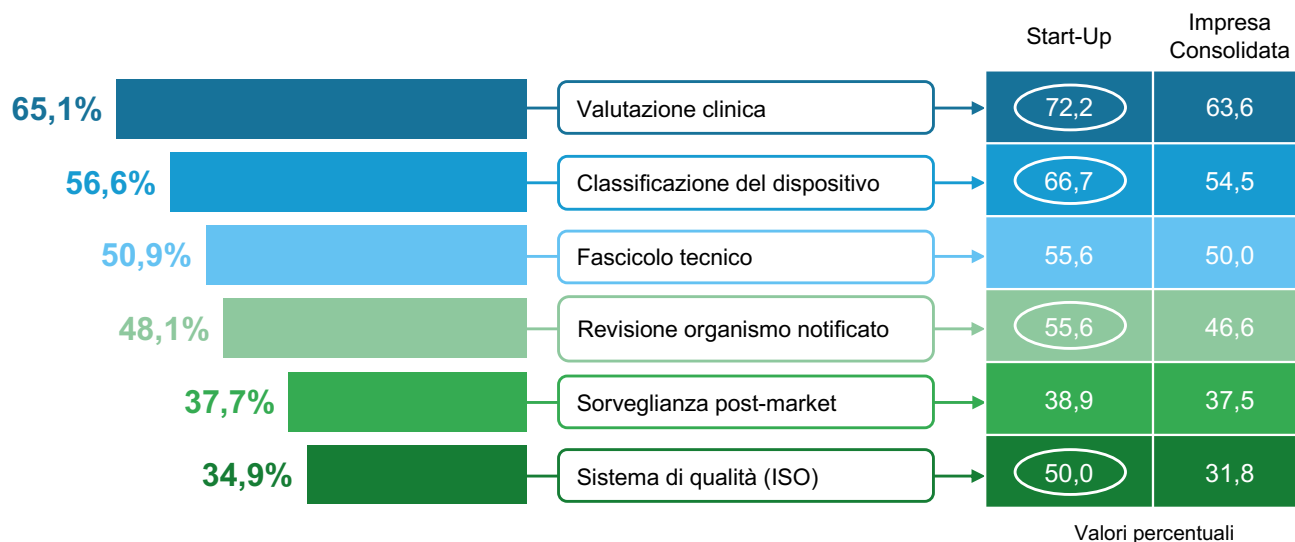 Start-Up
Impresa
Consolidata
65,1%
Valutazione clinica
72,2
63,6
56,6%
Classificazione del dispositivo
66,7
54,5
50,9%
Fascicolo tecnico
55,6
50,0
48,1%
Revisione organismo notificato
55,6
46,6
37,7%
Sorveglianza post-market
38,9
37,5
34,9%
Sistema di qualità (ISO)
50,0
31,8
Valori percentuali